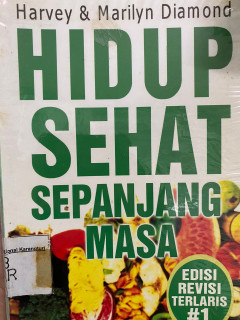 Harvey & Marilyn Diamond
HIDUP
SEHAT
SEPANJANG
MASA
EDISI
REVISI
TERLARIS
#1